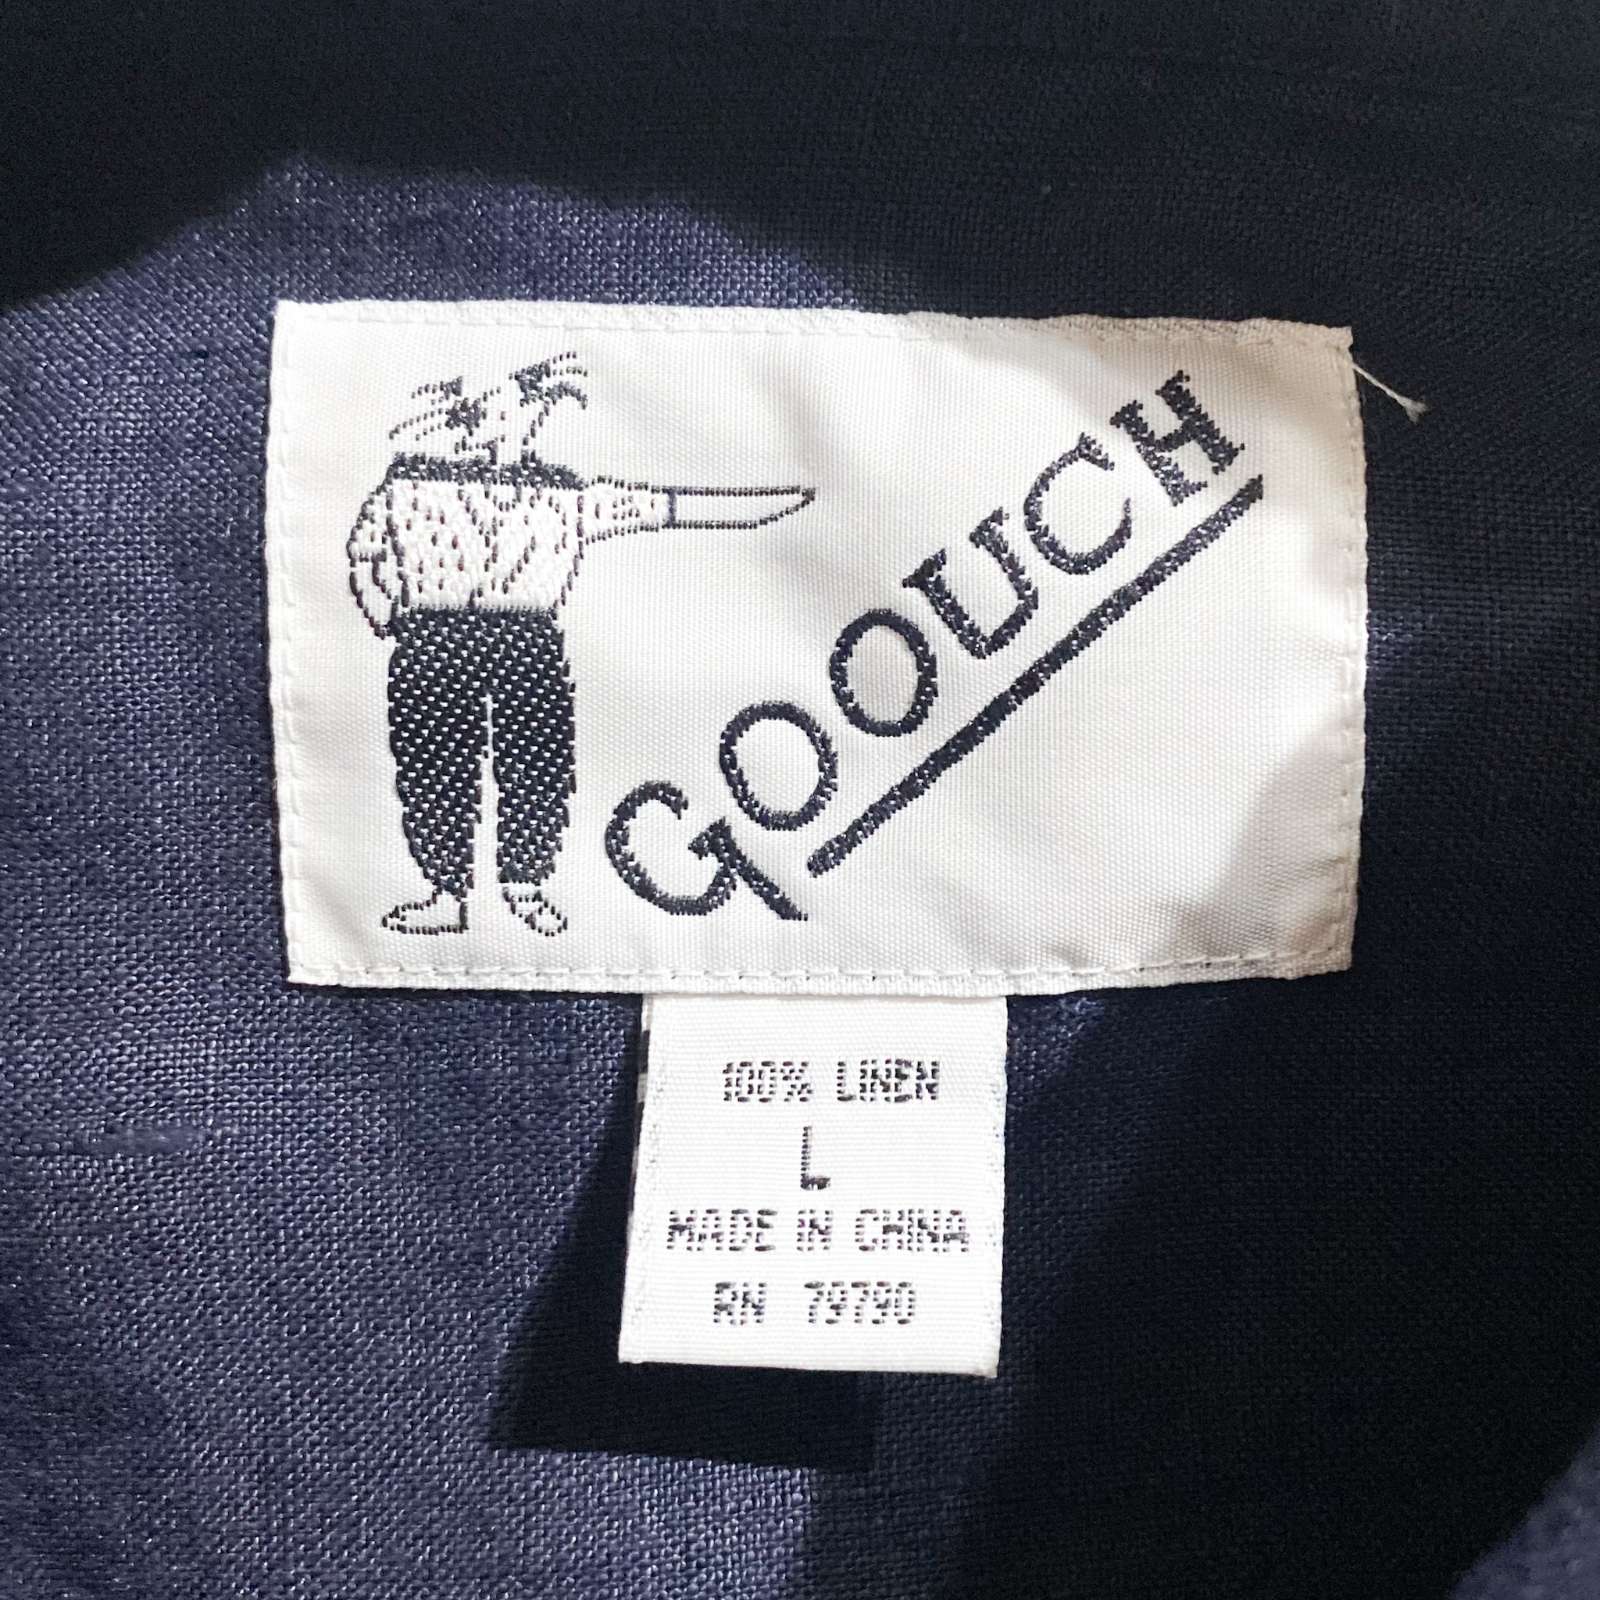 GOOUCH
100% LINEN
L
MADE IN CHINA
RN 79790